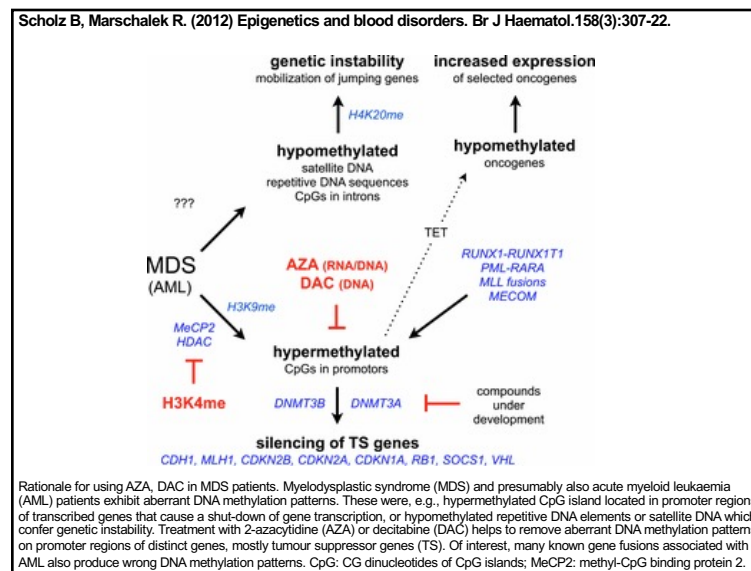 Scholz B, Marschalek R. (2012) Epigenetics and blood disorders. Br J Haematol.158(3):307-22.
genetic instability
mobilization of jumping genes
increased expression
of selected oncogenes
H4K20me
hypomethylated
satellite DNA
repetitive DNA sequences
CpGs in introns
hypomethylated
oncogenes
???
TET
MDS
(AML)
AZA (RNA/DNA)
DAC (DNA)
RUNX1-RUNX1T1
PML-RARA
MLL fusions
MECOM
H3K9me
MeCP2
HDAC
hypermethylated
CpGs in promotors
H3K4me
DNMT3B
DNMT3A
compounds
under
development
silencing of TS genes
CDH1, MLH1, CDKN2B, CDKN2A, CDKN1A, RB1, SOCS1, VHL
Rationale for using AZA, DAC in MDS patients. Myelodysplastic syndrome (MDS) and presumably also acute myeloid leukaemia
(AML) patients exhibit aberrant DNA methylation patterns. These were, e.g., hypermethylated CpG island located in promoter region
of transcribed genes that cause a shut-down of gene transcription, or hypomethylated repetitive DNA elements or satellite DNA which
confer genetic instability. Treatment with 2-azacytidine (AZA) or decitabine (DAC) helps to remove aberrant DNA methylation pattern
on promoter regions of distinct genes, mostly tumour suppressor genes (TS). Of interest, many known gene fusions associated with
AML also produce wrong DNA methylation patterns. CpG: CG dinucleotides of CpG islands; MeCP2: methyl-CpG binding protein 2.